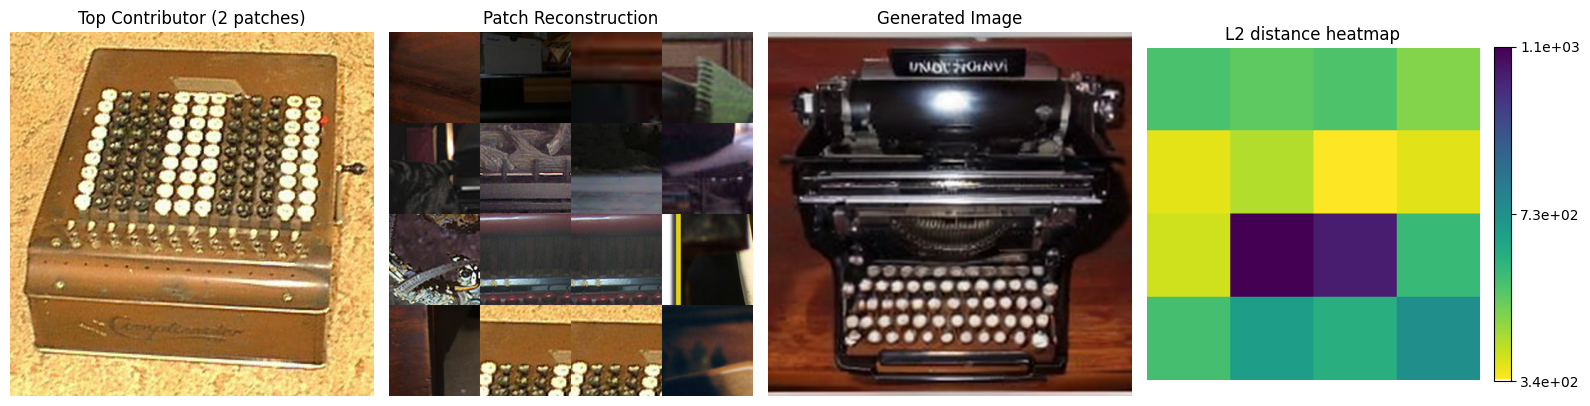 Top Contributor (2 patches)
Patch Reconstruction
Generated Image
L2 distance heatmap
1.1e+03
7.3e+02
3.4e+02